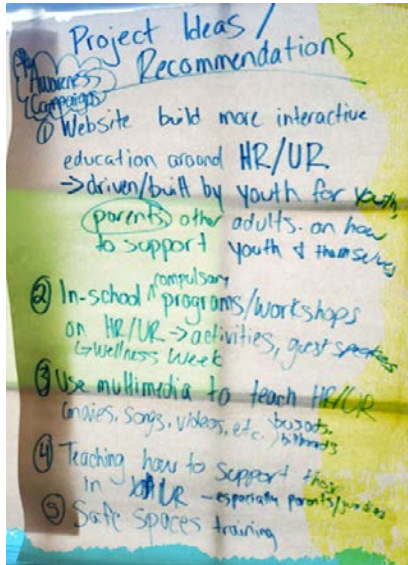 Project Ideas /
Recommendations
Awareness
Campaigns
① Website build more interactive
education around HR/UR
→ driven/built by youth for youth,
parents, other adults. on how
to support youth & themselves
② In-school ^compulsory programs/workshops
on HR/UR → activities, guest speakers
↳ Wellness Week
③ Use multimedia to teach HR/UR
(movies, songs, videos, etc.) bus ads, billboards
④ Teaching how to support those
in UR – especially parents/
⑤ Safe spaces training